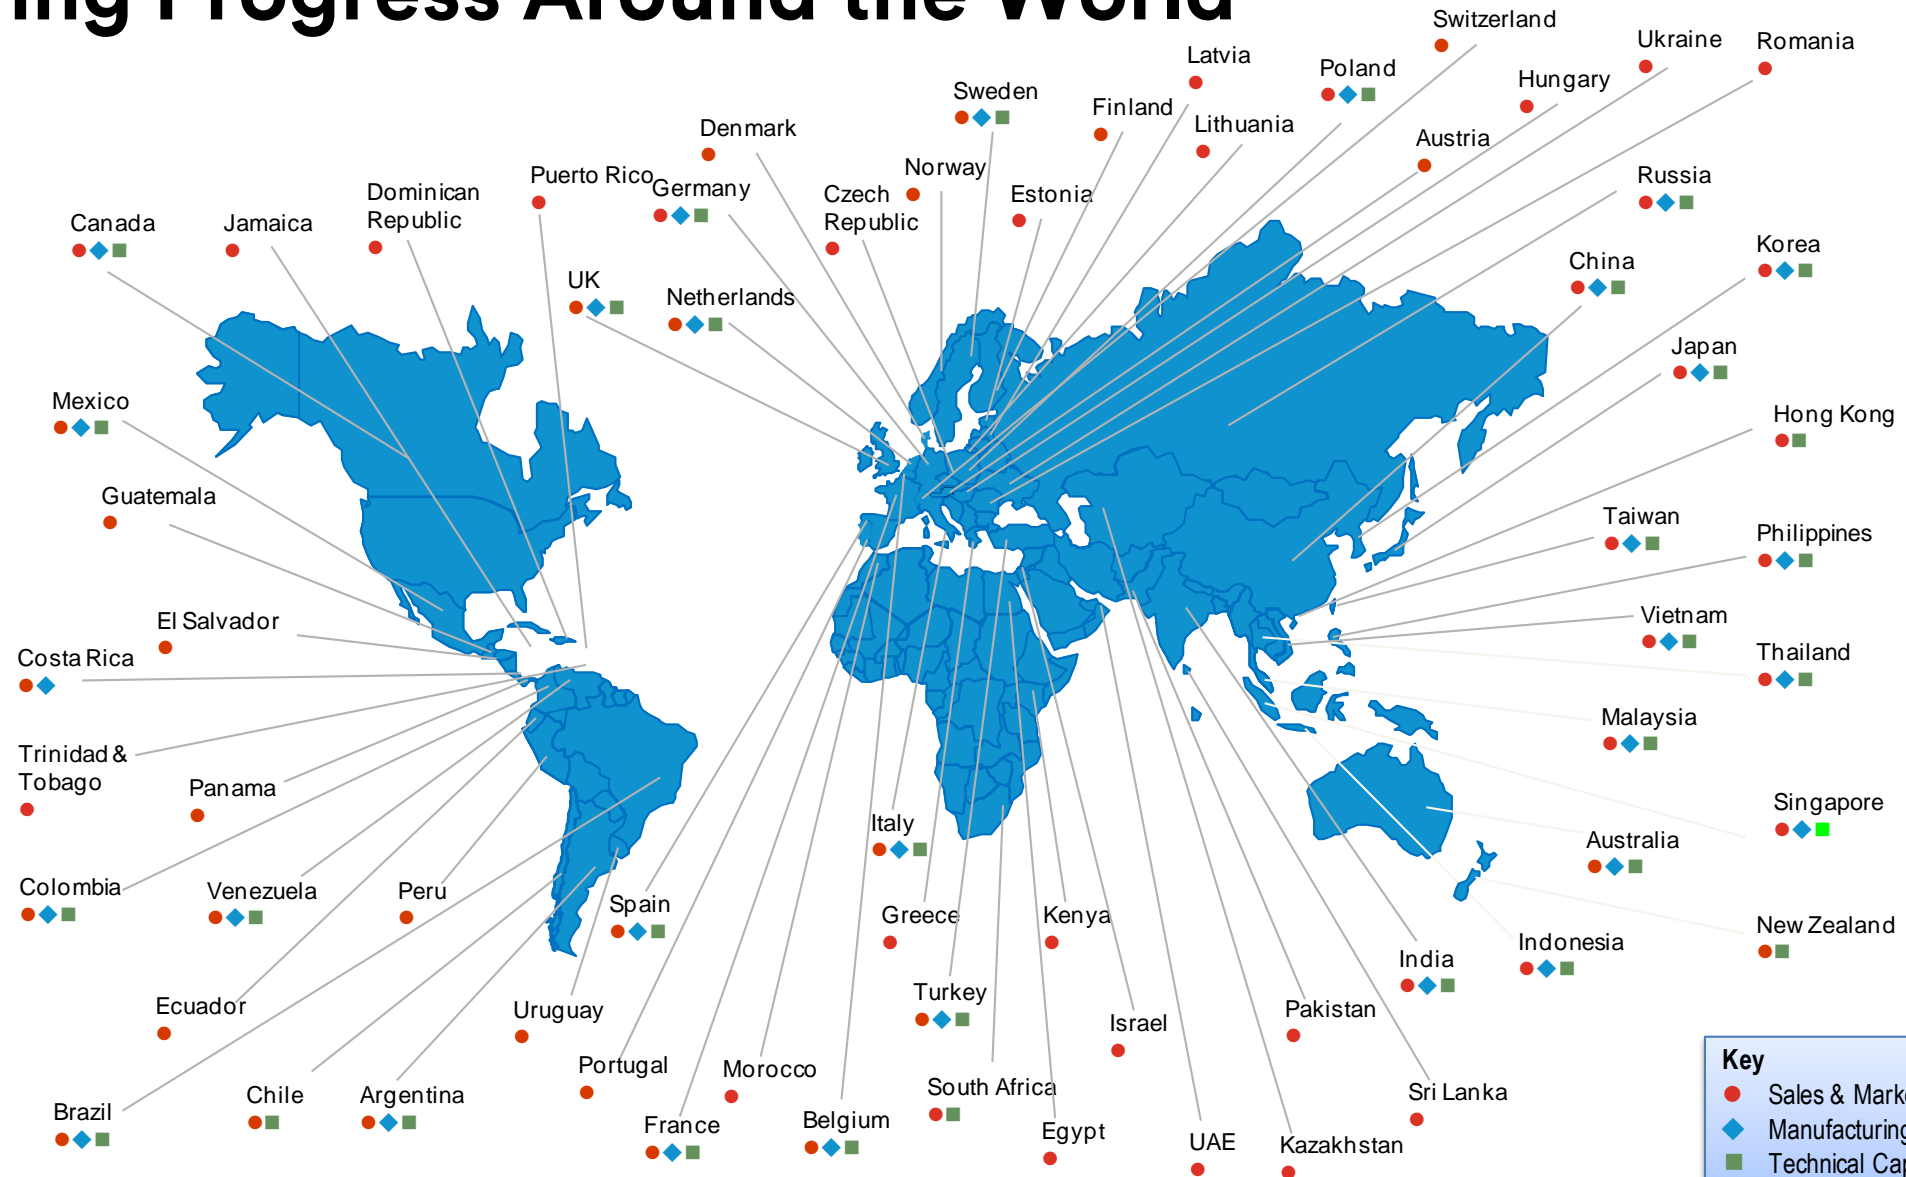 ing Progress Around the World
Switzerland
Ukraine
Romania
Latvia
Poland
Hungary
Sweden
Finland
Lithuania
Denmark
Austria
Norway
Puerto Rico
Germany
Czech
Republic
Estonia
Russia
Dominican
Republic
Canada
Jamaica
Korea
China
UK
Netherlands
Japan
Mexico
Hong Kong
Guatemala
Taiwan
Philippines
El Salvador
Vietnam
Costa Rica
Thailand
Malaysia
Trinidad &
Tobago
Panama
Singapore
Italy
Australia
Colombia
Venezuela
Peru
Spain
Greece
Kenya
New Zealand
Indonesia
India
Turkey
Ecuador
Uruguay
Israel
Pakistan
Portugal
Morocco
South Africa
Sri Lanka
Chile
Argentina
Brazil
France
Belgium
Egypt
UAE
Kazakhstan
Key
Sales & Mark
Manufacturing
Technical Cap